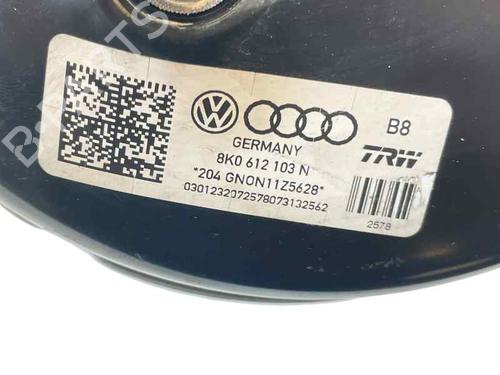 B8
GERMANY
TRW
8K0 612 103 N
*204 GNON11Z5628*
0301232072578073132562
2578